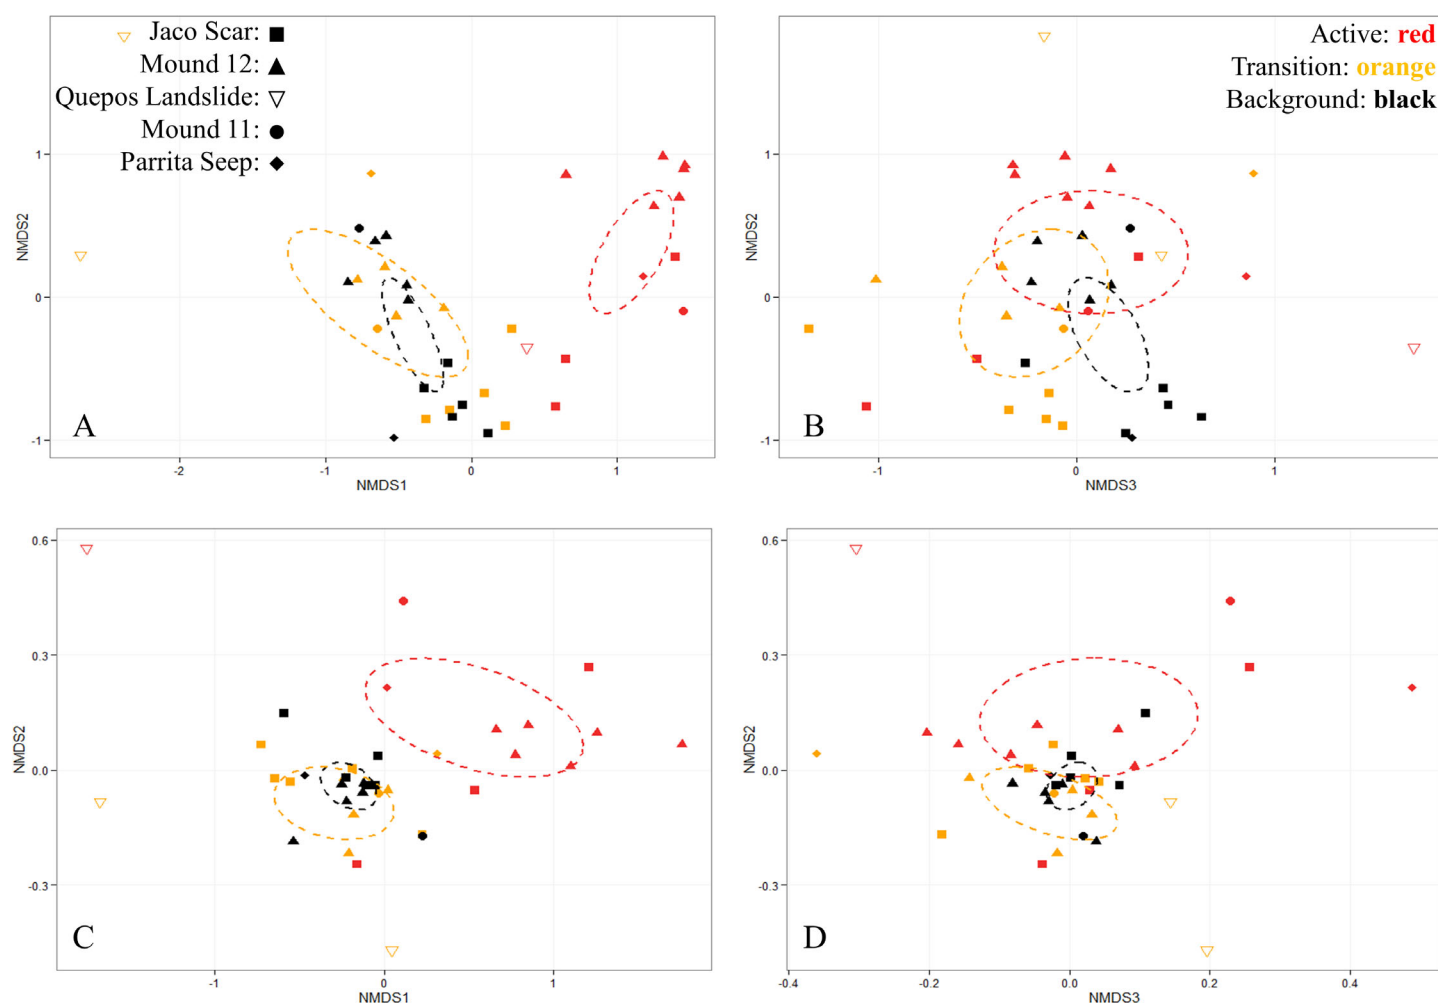 Jaco Scar: ■
Mound 12: ▲
Quepos Landslide: ▽
Mound 11: ●
Parrita Seep: ◆
1
0
-1
NMDS2
A
-2
-1
0
1
NMDS1
Active: red
Transition: orange
Background: black
1
0
-1
NMDS2
B
-1
0
1
NMDS3
0.6
0.3
0.0
-0.3
NMDS2
C
-1
0
1
NMDS1
0.6
0.3
0.0
-0.3
NMDS2
D
-0.4
-0.2
0.0
0.2
0.4
NMDS3